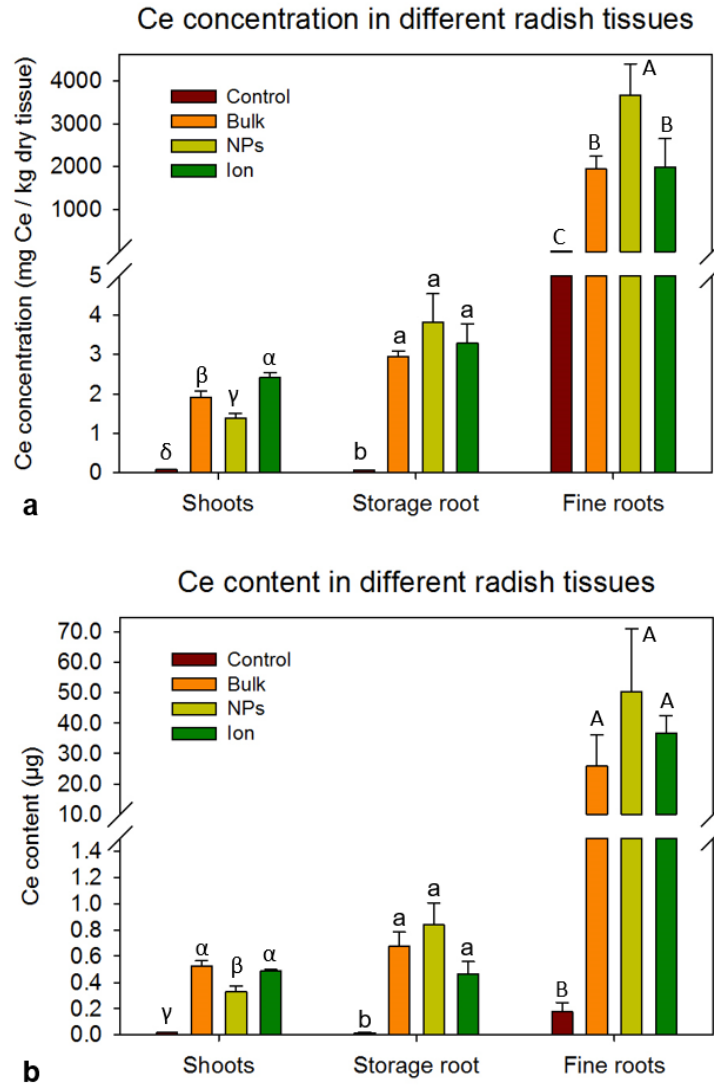 Ce concentration in different radish tissues
Ce concentration (mg Ce / kg dry tissue)
4000
3000
2000
1000
5
4
3
2
1
0
Control
Bulk
NPs
Ion
δ
β
γ
α
b
a
a
a
C
B
A
B
Shoots
Storage root
Fine roots
a
Ce content in different radish tissues
Ce content (µg)
70.0
60.0
50.0
40.0
30.0
20.0
10.0
1.4
1.2
1.0
0.8
0.6
0.4
0.2
0.0
Control
Bulk
NPs
Ion
γ
α
β
α
b
a
a
a
B
A
A
A
Shoots
Storage root
Fine roots
b